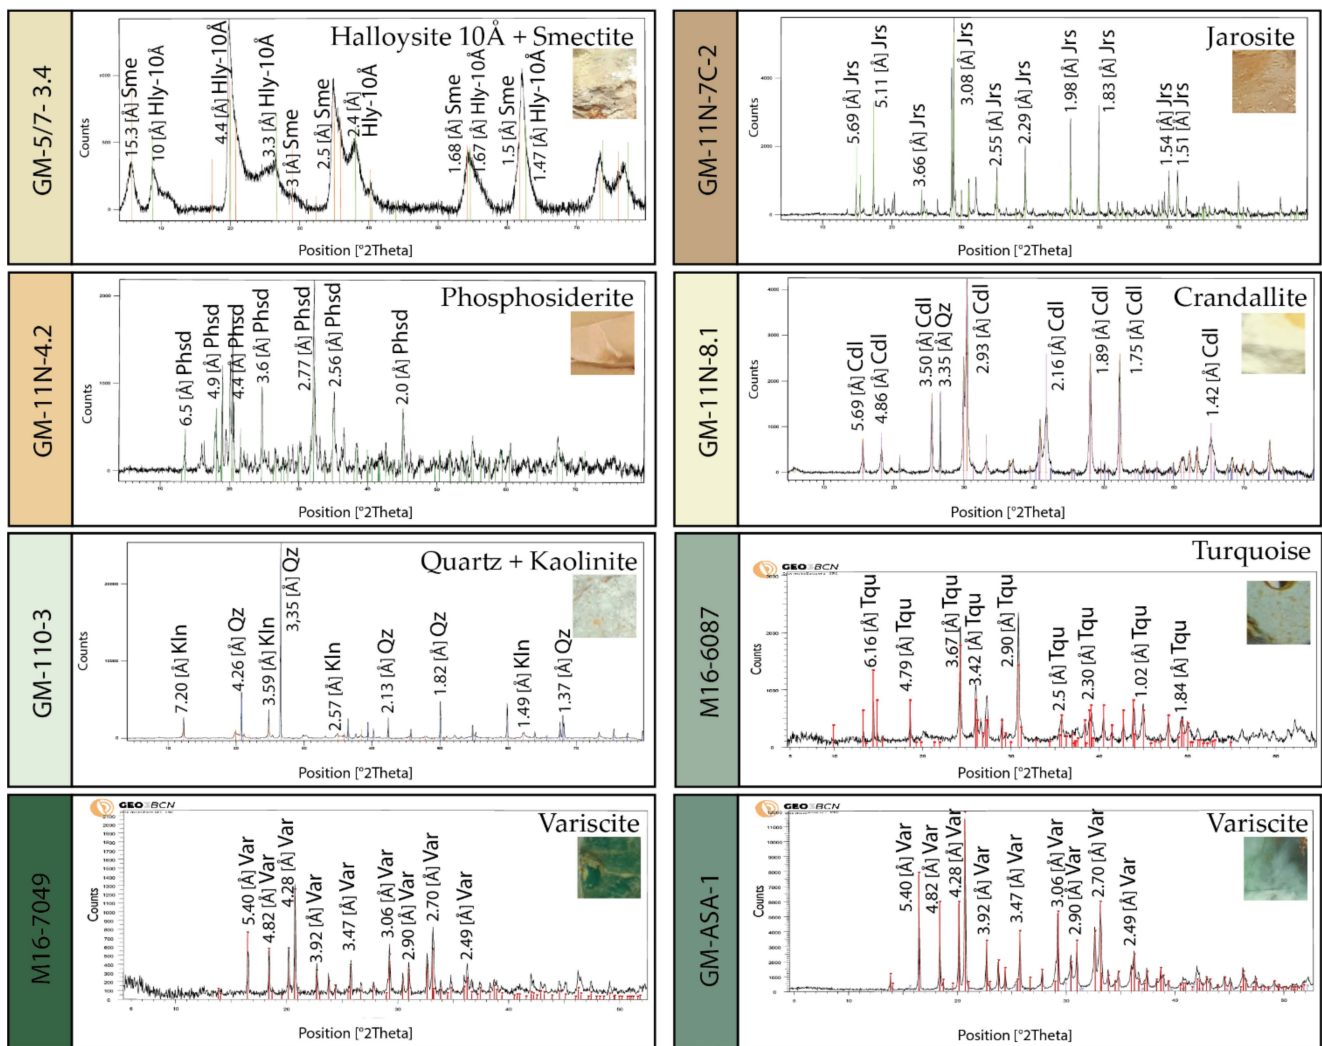 GM-5/7- 3.4
Halloysite 10Å + Smectite
15.3 [Å] Sme
10 [Å] Hly-10Å
4.4 [Å] Hly-10Å
3.3 [Å] Hly-10Å
3 [Å] Sme
2.5 [Å] Sme
2.4 [Å]
Hly-10Å
1.68 [Å] Sme
1.67 [Å] Hly-10Å
1.5 [Å] Sme
1.47 [Å] Hly-10Å
Counts
Position [°2Theta]
GM-11N-7C-2
Jarosite
5.69 [Å] Jrs
5.11 [Å] Jrs
3.66 [Å] Jrs
3.08 [Å] Jrs
2.55 [Å] Jrs
2.29 [Å] Jrs
1.98 [Å] Jrs
1.83 [Å] Jrs
1.54 [Å] Jrs
1.51 [Å] Jrs
Counts
Position [°2Theta]
GM-11N-4.2
Phosphosiderite
6.5 [Å] Phsd
4.9 [Å] Phsd
4.4 [Å] Phsd
3.6 [Å] Phsd
2.77 [Å] Phsd
2.56 [Å] Phsd
2.0 [Å] Phsd
Counts
Position [°2Theta]
GM-11N-8.1
Crandallite
5.69 [Å] Cdl
4.86 [Å] Cdl
3.50 [Å] Cdl
3.35 [Å] Qz
2.93 [Å] Cdl
2.16 [Å] Cdl
1.89 [Å] Cdl
1.75 [Å] Cdl
1.42 [Å] Cdl
Counts
Position [°2Theta]
GM-110-3
Quartz + Kaolinite
7.20 [Å] Kln
4.26 [Å] Qz
3.59 [Å] Kln
3,35 [Å] Qz
2.57 [Å] Kln
2.13 [Å] Qz
1.82 [Å] Qz
1.49 [Å] Kln
1.37 [Å] Qz
Counts
Position [°2Theta]
M16-6087
GEO3BCN
Turquoise
6.16 [Å] Tqu
4.79 [Å] Tqu
3.67 [Å] Tqu
3.42 [Å] Tqu
2.90 [Å] Tqu
2.5 [Å] Tqu
2.30 [Å] Tqu
1.02 [Å] Tqu
1.84 [Å] Tqu
Counts
Position [°2Theta]
M16-7049
GEO3BCN
Variscite
5.40 [Å] Var
4.82 [Å] Var
4.28 [Å] Var
3.92 [Å] Var
3.47 [Å] Var
3.06 [Å] Var
2.90 [Å] Var
2.70 [Å] Var
2.49 [Å] Var
Counts
Position [°2Theta]
GM-ASA-1
GEO3BCN
Variscite
5.40 [Å] Var
4.82 [Å] Var
4.28 [Å] Var
3.92 [Å] Var
3.47 [Å] Var
3.06 [Å] Var
2.90 [Å] Var
2.70 [Å] Var
2.49 [Å] Var
Counts
Position [°2Theta]